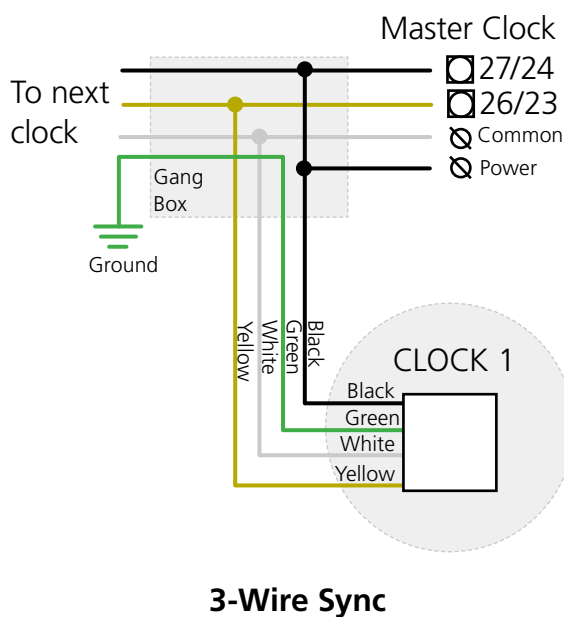 Master Clock
27/24
To next
clock
26/23
Common
Power
Gang
Box
Ground
Yellow
White
Green
Black
CLOCK 1
Black
Green
White
Yellow
3-Wire Sync